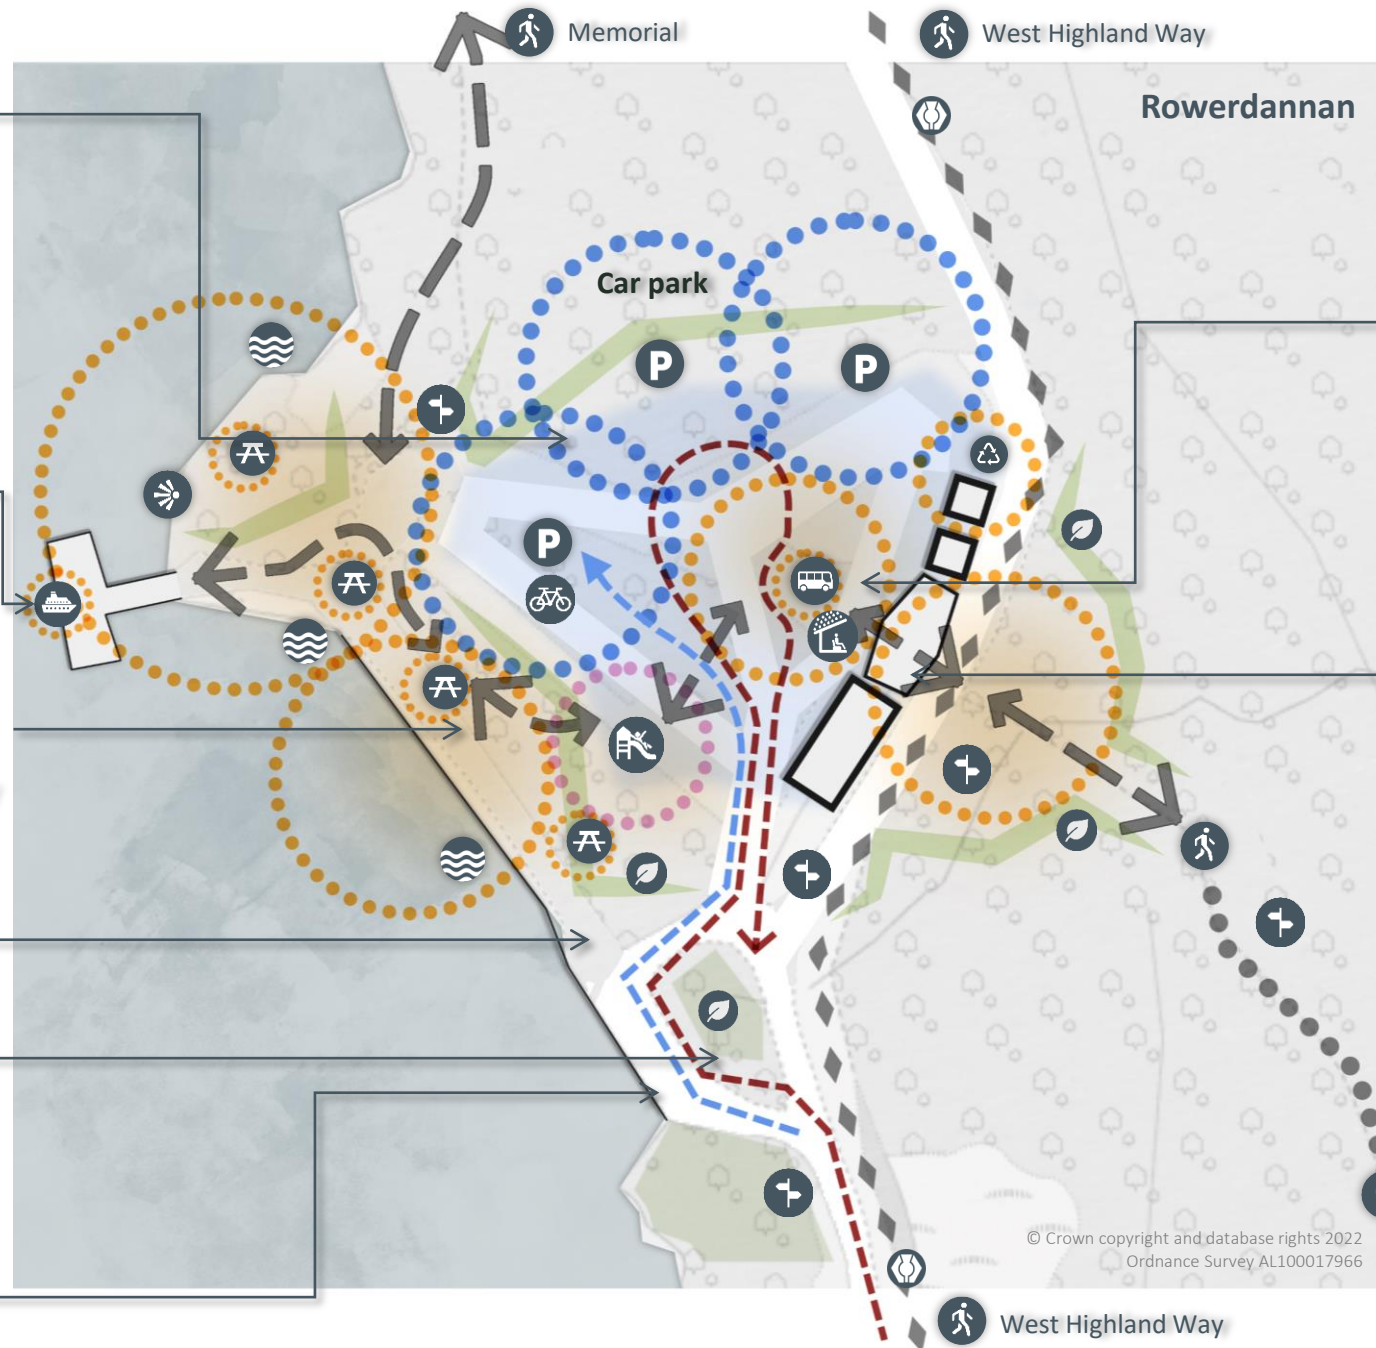 Memorial
West Highland Way
Rowerdannan
Car park
P
P
P
© Crown copyright and database rights 2022
Ordnance Survey AL100017966
West Highland Way